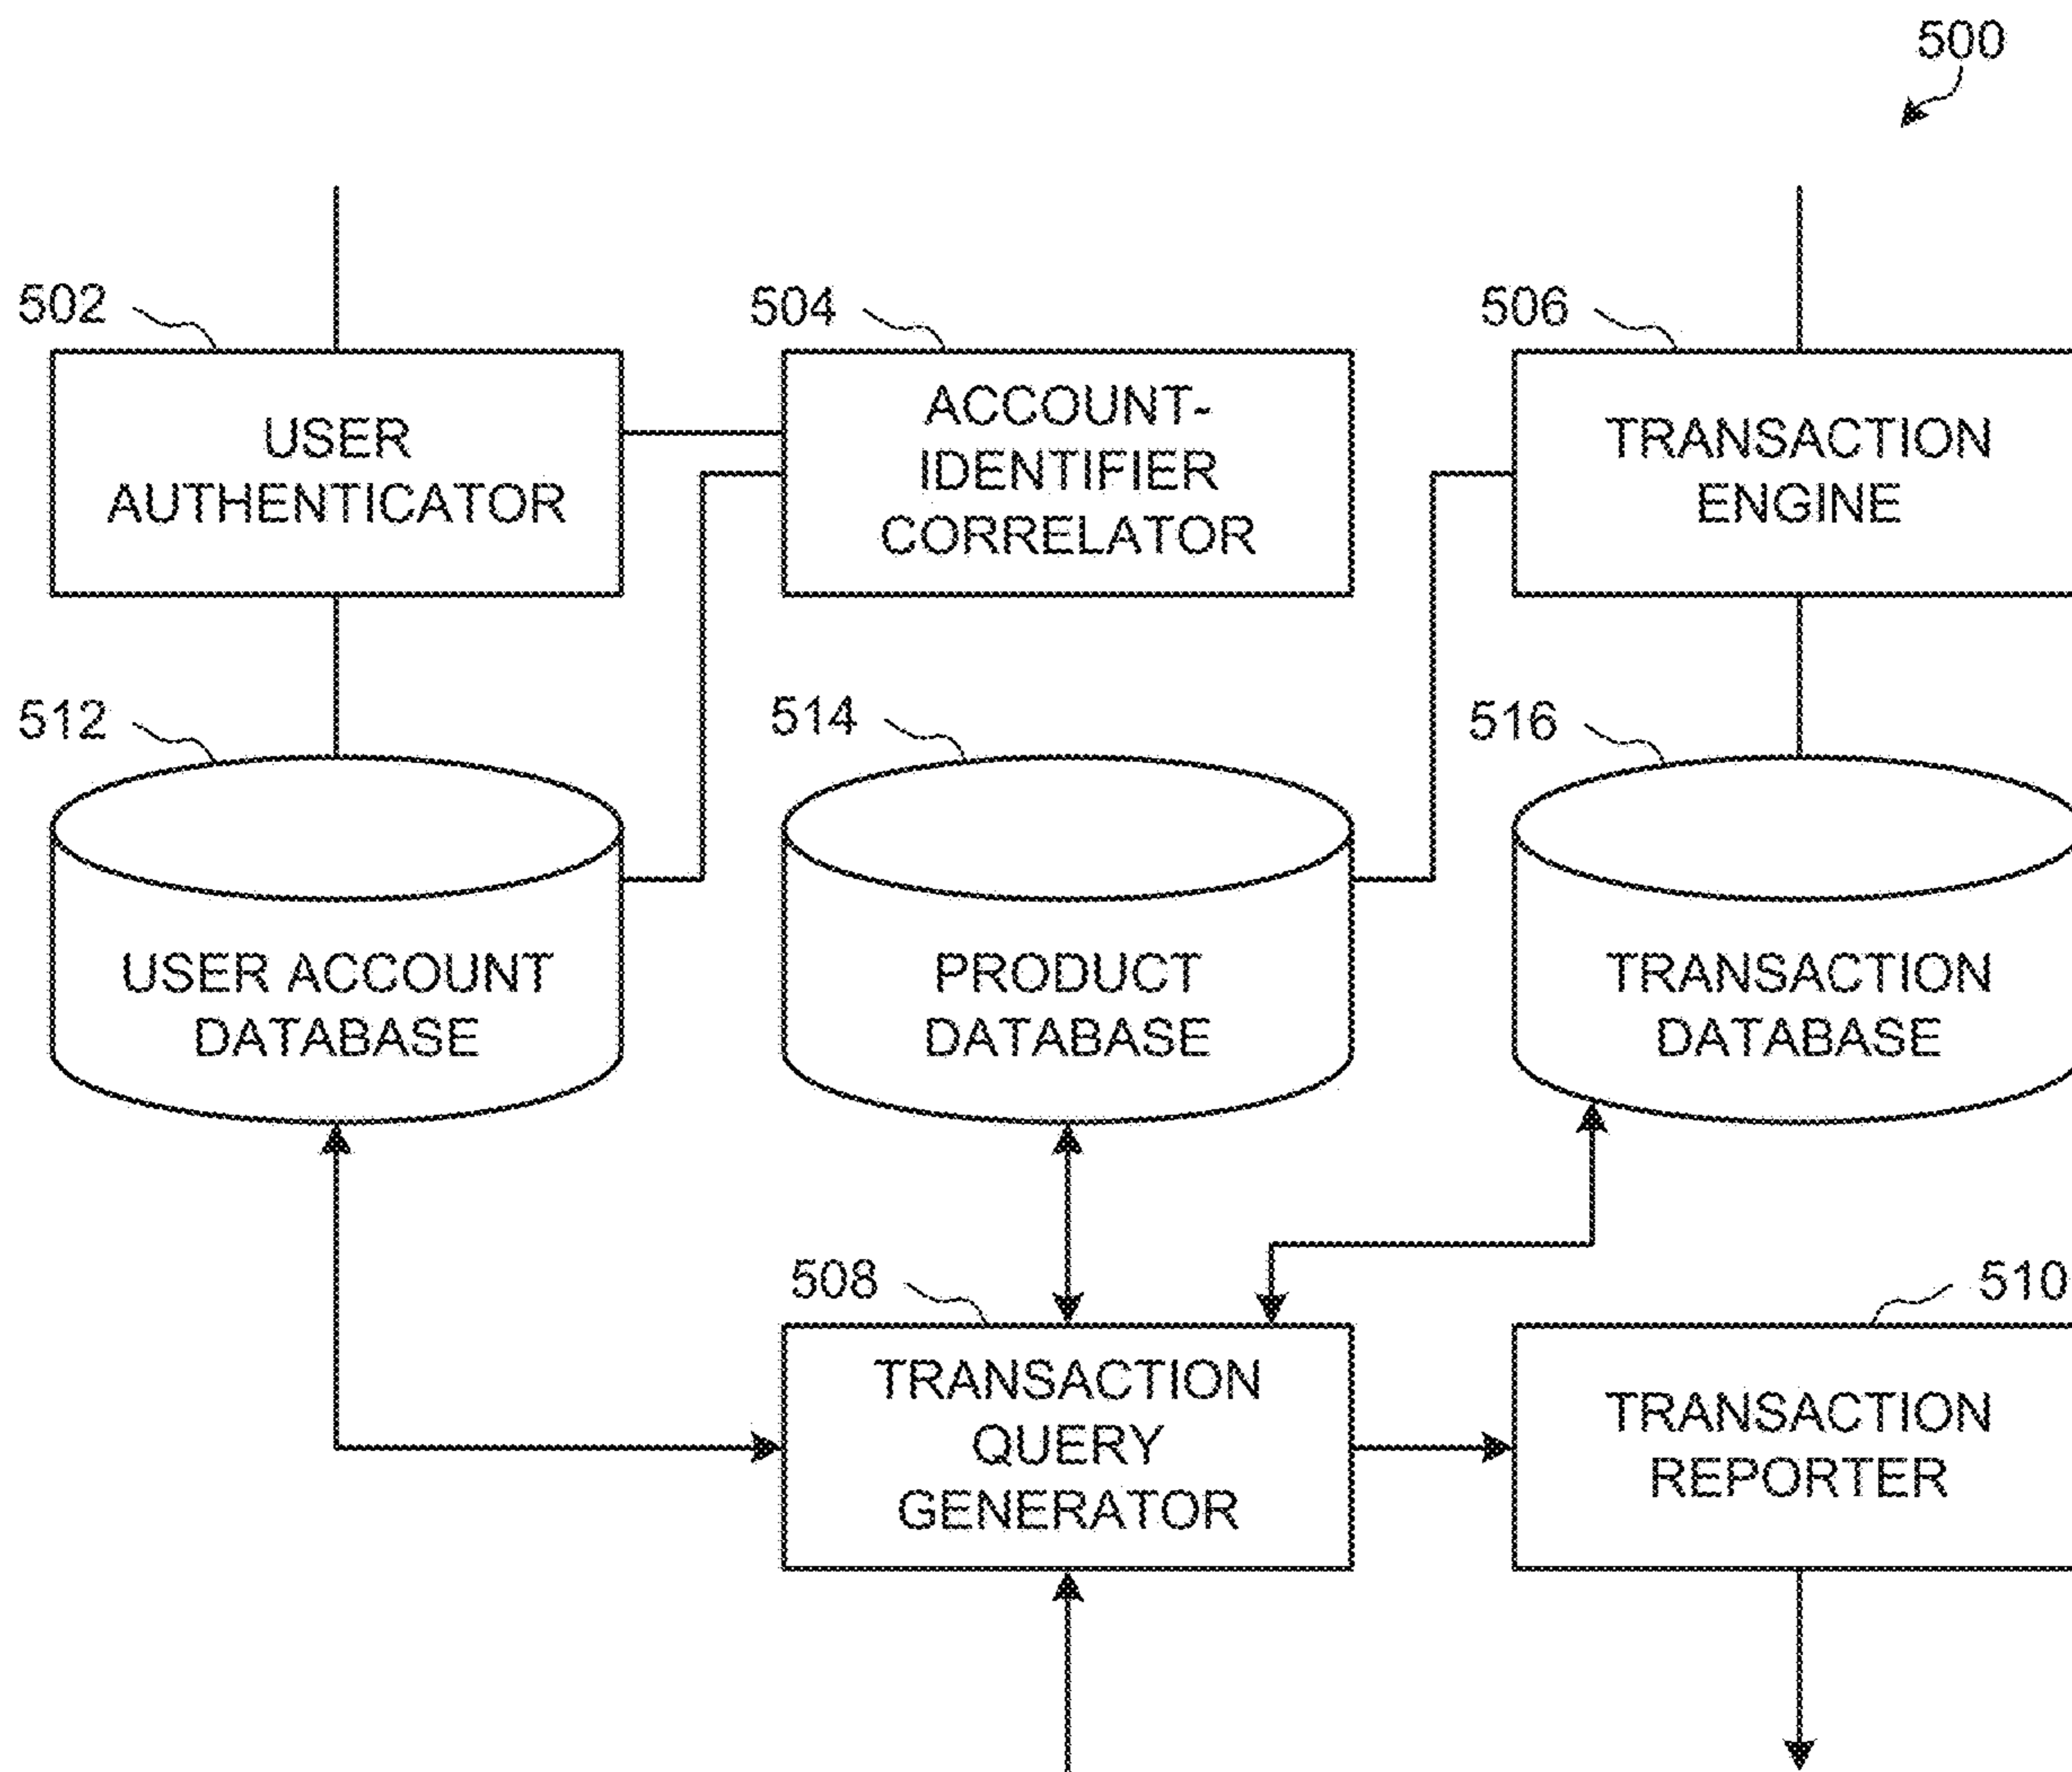 500
502
504
506
USER
AUTHENTICATOR
ACCOUNT-
IDENTIFIER
CORRELATOR
TRANSACTION
ENGINE
512
514
516
USER ACCOUNT
DATABASE
PRODUCT
DATABASE
TRANSACTION
DATABASE
508
510
TRANSACTION
QUERY
GENERATOR
TRANSACTION
REPORTER